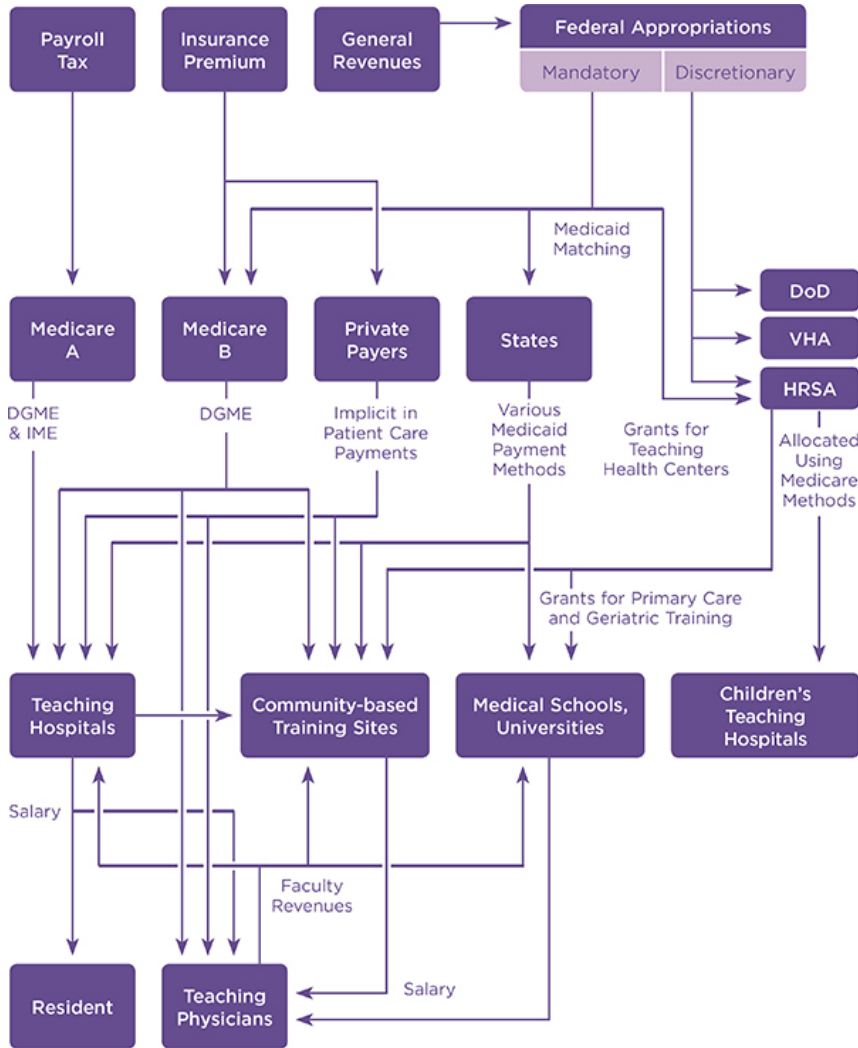 Payroll
Tax
Insurance
Premium
General
Revenues
Federal Appropriations
Mandatory
Discretionary
Medicaid
Matching
DoD
VHA
HRSA
Medicare
A
Medicare
B
Private
Payers
States
DGME
& IME
DGME
Implicit in
Patient Care
Payments
Various
Medicaid
Payment
Methods
Grants for
Teaching
Health Centers
Allocated
Using
Medicare
Methods
Grants for Primary Care
and Geriatric Training
Teaching
Hospitals
Community-based
Training Sites
Medical Schools,
Universities
Children's
Teaching
Hospitals
Salary
Faculty
Revenues
Resident
Teaching
Physicians
Salary